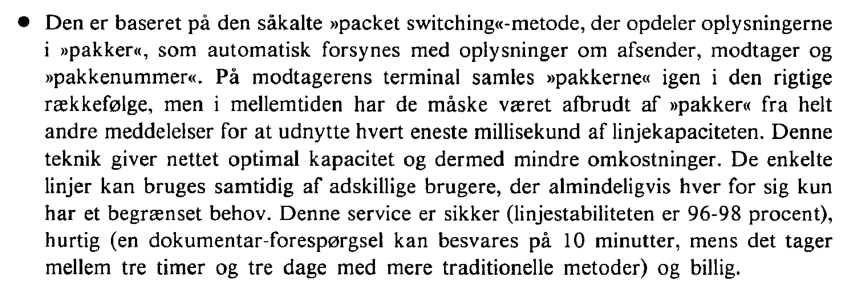 ● Den er baseret på den såkalte »packet switching«-metode, der opdeler oplysningerne
i »pakker«, som automatisk forsynes med oplysninger om afsender, modtager og
»pakkenummer«. På modtagerens terminal samles »pakkerne« igen i den rigtige
rækkefølge, men i mellemtiden har de måske været afbrudt af »pakker« fra helt
andre meddelelser for at udnytte hvert eneste millisekund af linjekapaciteten. Denne
teknik giver nettet optimal kapacitet og dermed mindre omkostninger. De enkelte
linjer kan bruges samtidig af adskillige brugere, der almindeligvis hver for sig kun
har et begrænset behov. Denne service er sikker (linjestabiliteten er 96-98 procent),
hurtig (en dokumentar-forespørgsel kan besvares på 10 minutter, mens det tager
mellem tre timer og tre dage med mere traditionelle metoder) og billig.